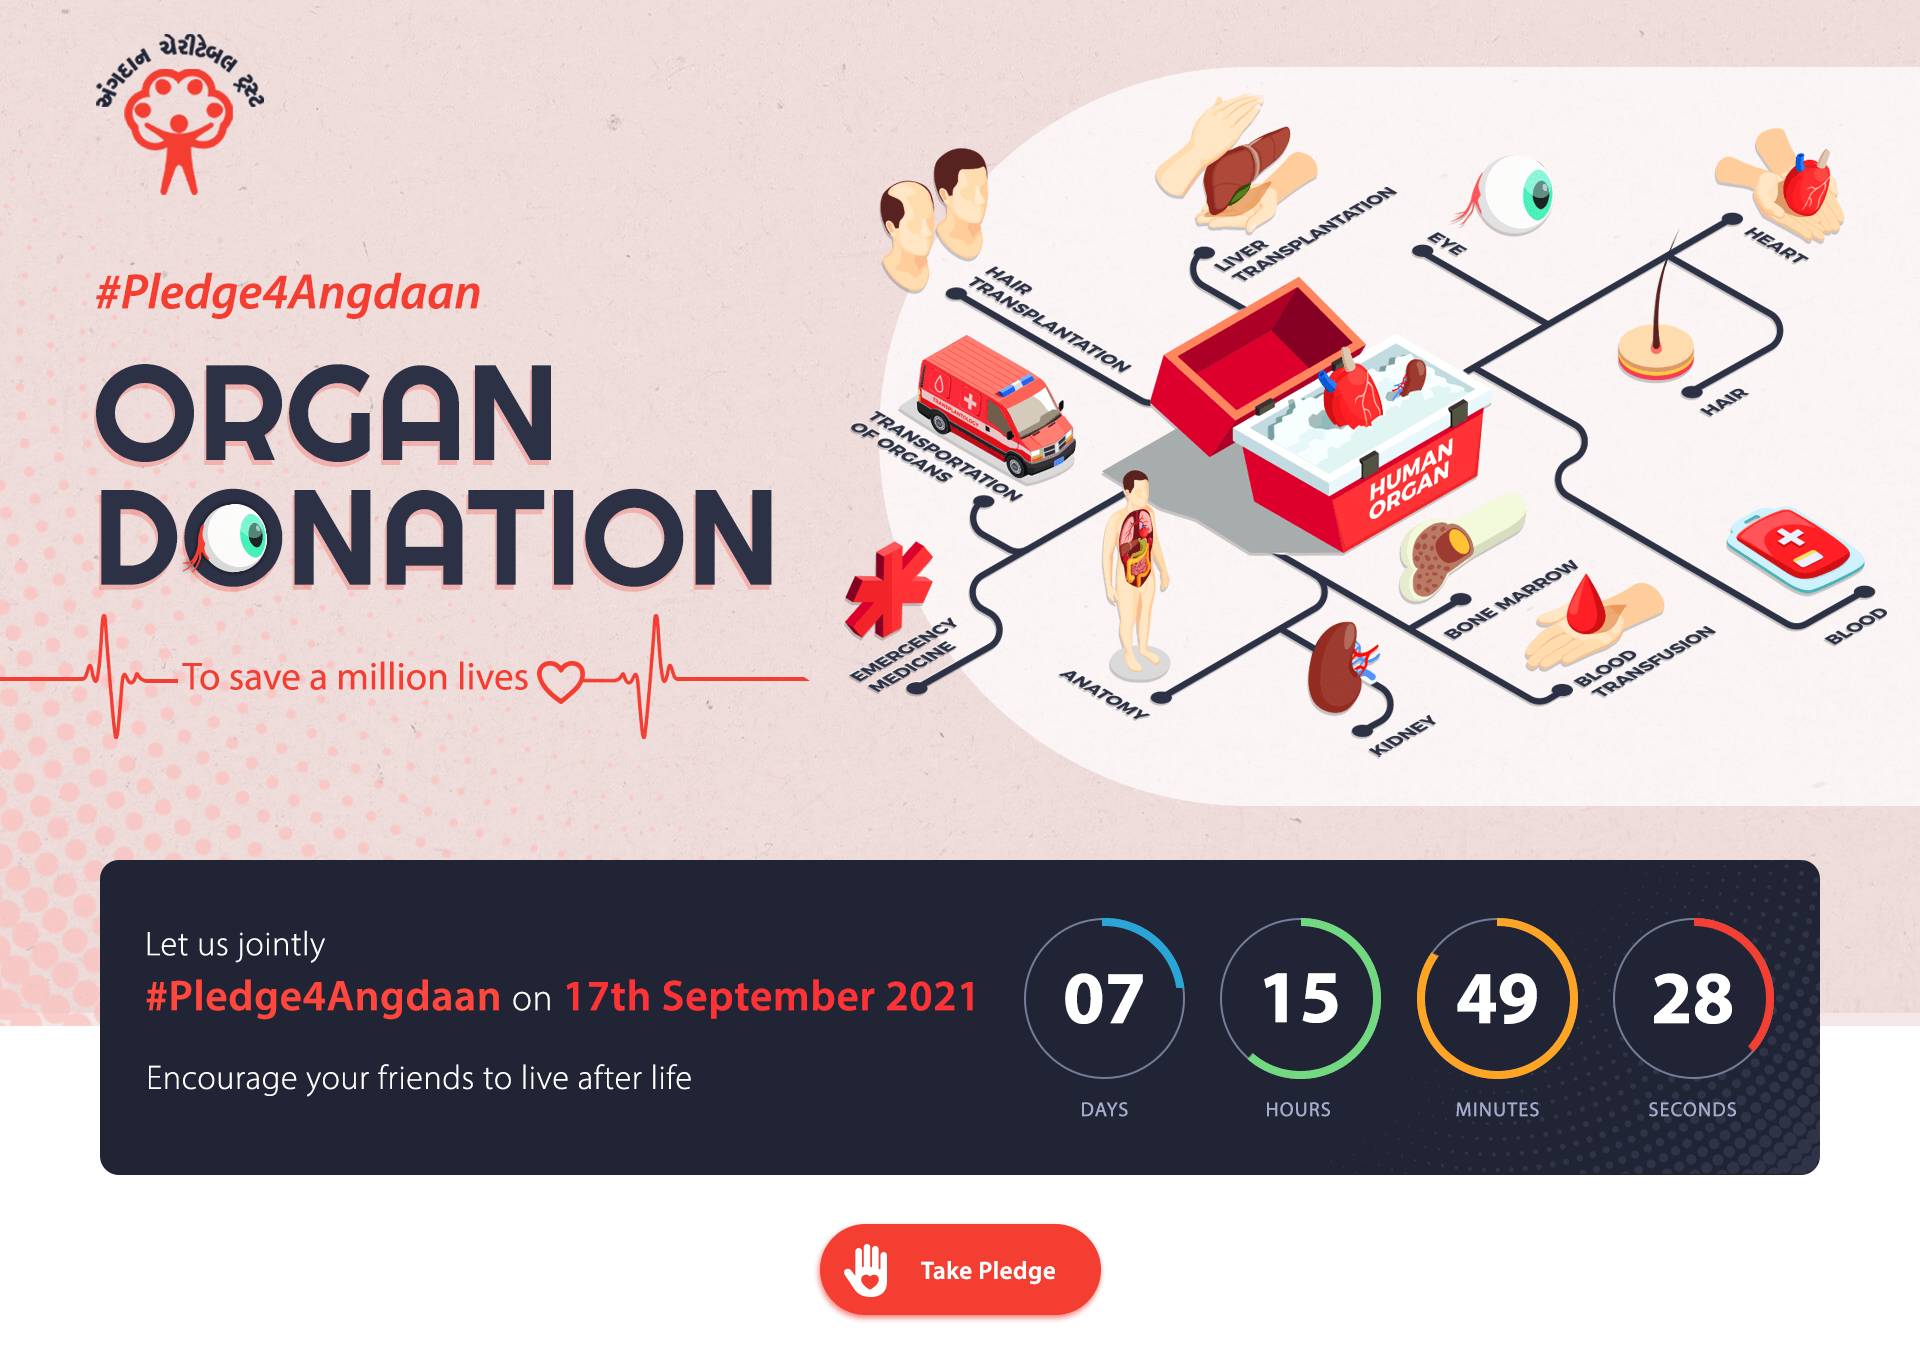 અંગદાન ચેરીટેબલ ટ્રસ્ટ
#Pledge4Angdaan
ORGAN
DONATION
To save a million lives
HAIR
TRANSPLANTATION
LIVER
TRANSPLANTATION
EYE
HEART
HAIR
TRANSPORTATION
OF ORGANS
TRANSPLANTOLOGY
HUMAN
ORGAN
EMERGENCY
MEDICINE
ANATOMY
KIDNEY
BONE MARROW
BLOOD
TRANSFUSION
BLOOD
Let us jointly
#Pledge4Angdaan on 17th September 2021
Encourage your friends to live after life
07
15
49
28
DAYS
HOURS
MINUTES
SECONDS
Take Pledge